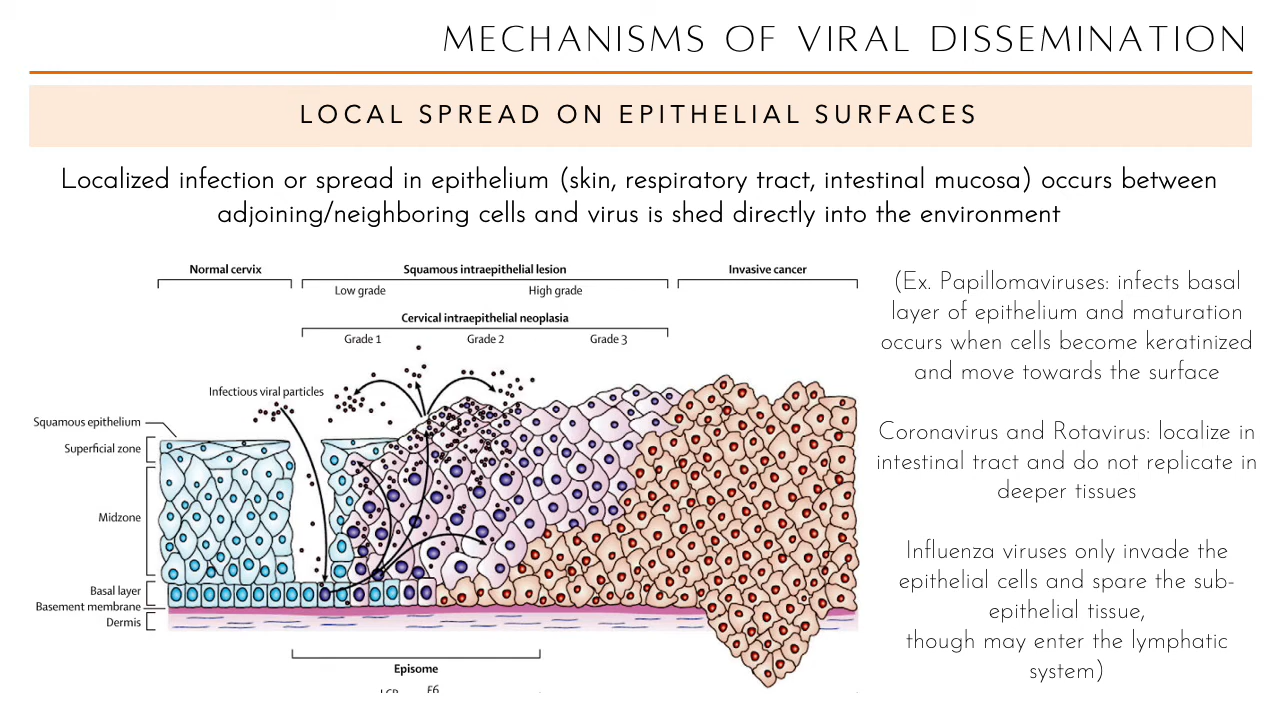 MECHANISMS OF VIRAL DISSEMINATION
LOCAL SPREAD ON EPITHELIAL SURFACES
Localized infection or spread in epithelium (skin, respiratory tract, intestinal mucosa) occurs between
adjoining/neighboring cells and virus is shed directly into the environment
Normal cervix
Squamous intraepithelial lesion
Invasive cancer
Low grade
High grade
Cervical intraepithelial neoplasia
Grade 1
Grade 2
Grade 3
Infectious viral particles
Squamous epithelium
Superficial zone
Midzone
Basal layer
Basement membrane
Dermis
Episome
E6
(Ex. Papillomaviruses: infects basal
layer of epithelium and maturation
occurs when cells become keratinized
and move towards the surface
Coronavirus and Rotavirus: localize in
intestinal tract and do not replicate in
deeper tissues
Influenza viruses only invade the
epithelial cells and spare the sub-
epithelial tissue,
though may enter the lymphatic
system)